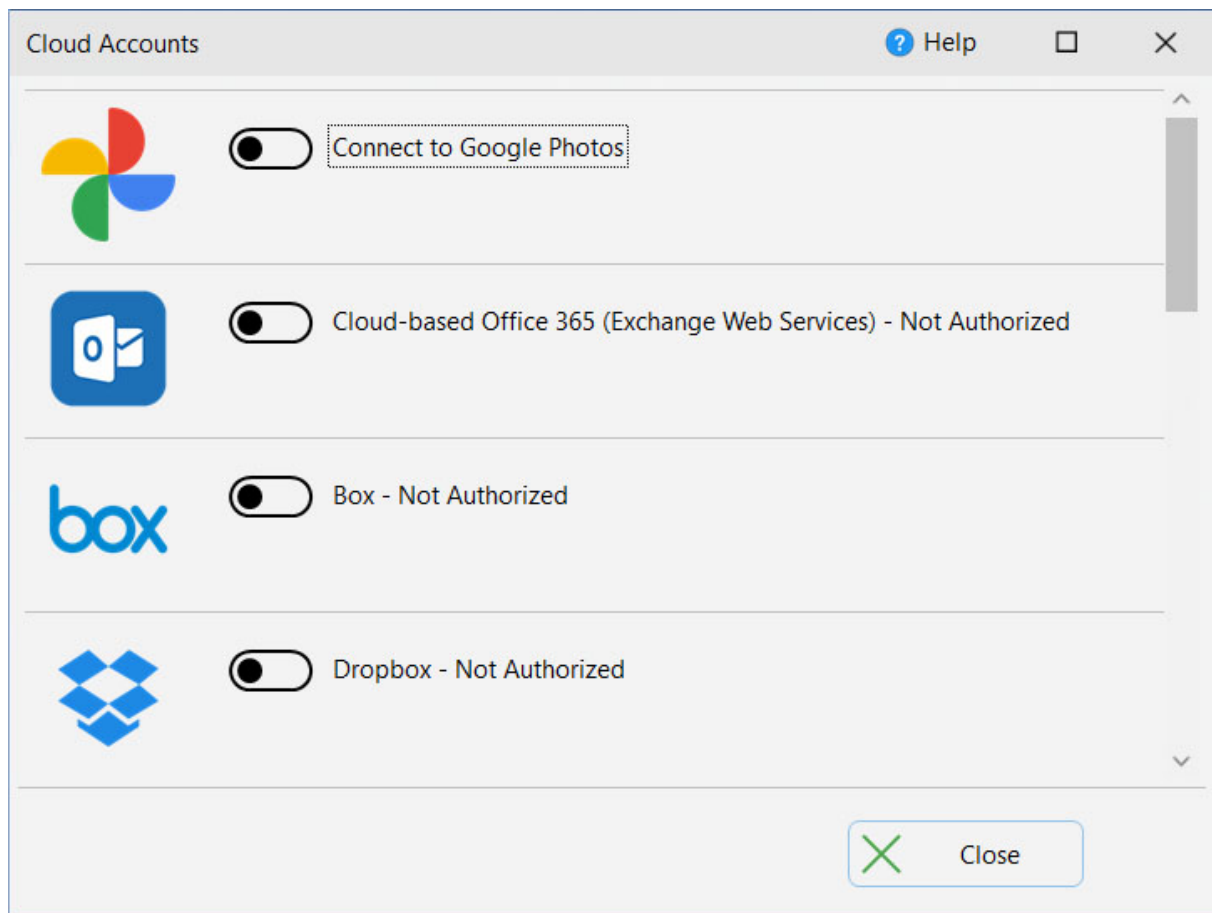 Cloud Accounts
? Help
Connect to Google Photos
Cloud-based Office 365 (Exchange Web Services) - Not Authorized
o
box
Box - Not Authorized
Dropbox - Not Authorized
Close